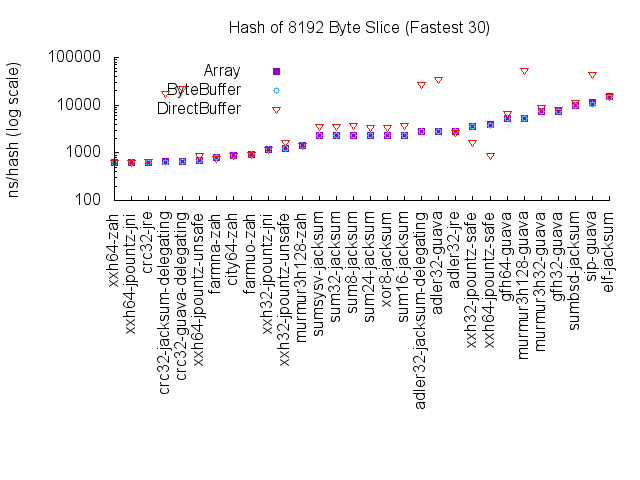 Hash of 8192 Byte Slice (Fastest 30)
ns/hash (log scale)
100000
10000
1000
100
Array
ByteBuffer
DirectBuffer
xxh64-zah
xxh64-jpountz-jni
crc32-jre
crc32-jacksum-delegating
crc32-guava-delegating
xxh64-jpountz-unsafe
farmna-zah
city64-zah
farmuo-zah
xxh32-jpountz-jni
xxh32-jpountz-unsafe
murmur3h128-zah
sumsysv-jacksum
sum32-jacksum
sum8-jacksum
sum24-jacksum
xor8-jacksum
sum16-jacksum
adler32-jacksum-delegating
adler32-guava
adler32-jre
xxh32-jpountz-safe
xxh64-jpountz-safe
gfh64-guava
murmur3h128-guava
murmur3h32-guava
gfh32-guava
sumbsd-jacksum
sip-guava
elf-jacksum